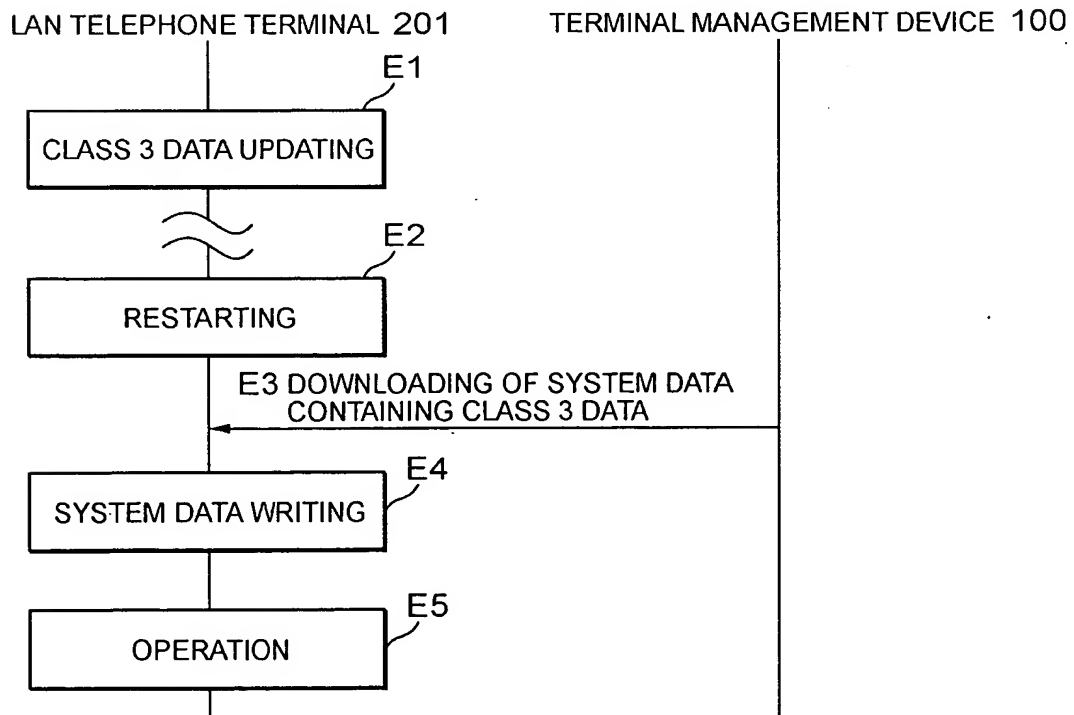 LAN TELEPHONE TERMINAL 201
TERMINAL MANAGEMENT DEVICE 100
E1
CLASS 3 DATA UPDATING
E2
RESTARTING
E3 DOWNLOADING OF SYSTEM DATA
CONTAINING CLASS 3 DATA
E4
SYSTEM DATA WRITING
E5
OPERATION